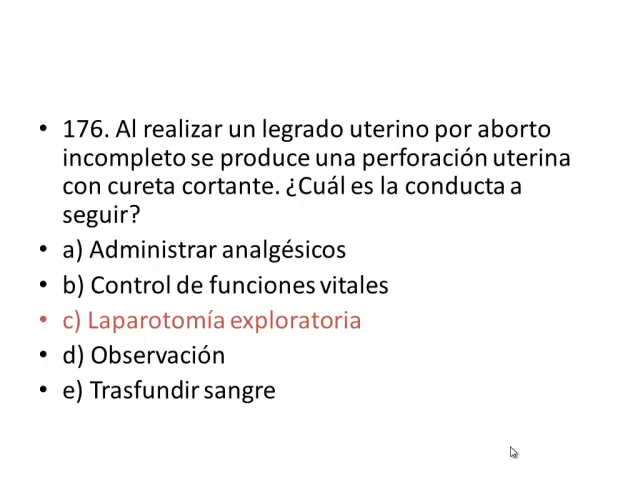 • 176. Al realizar un legrado uterino por aborto
incompleto se produce una perforación uterina
con cureta cortante. ¿Cuál es la conducta a
seguir?
• a) Administrar analgésicos
• b) Control de funciones vitales
• c) Laparotomía exploratoria
• d) Observación
• e) Trasfundir sangre